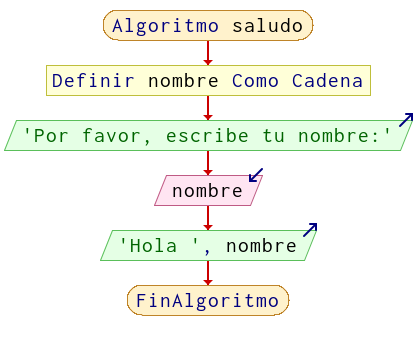 Algoritmo saludo
Definir nombre Como Cadena
'Por favor, escribe tu nombre:'
nombre
'Hola ', nombre
FinAlgoritmo